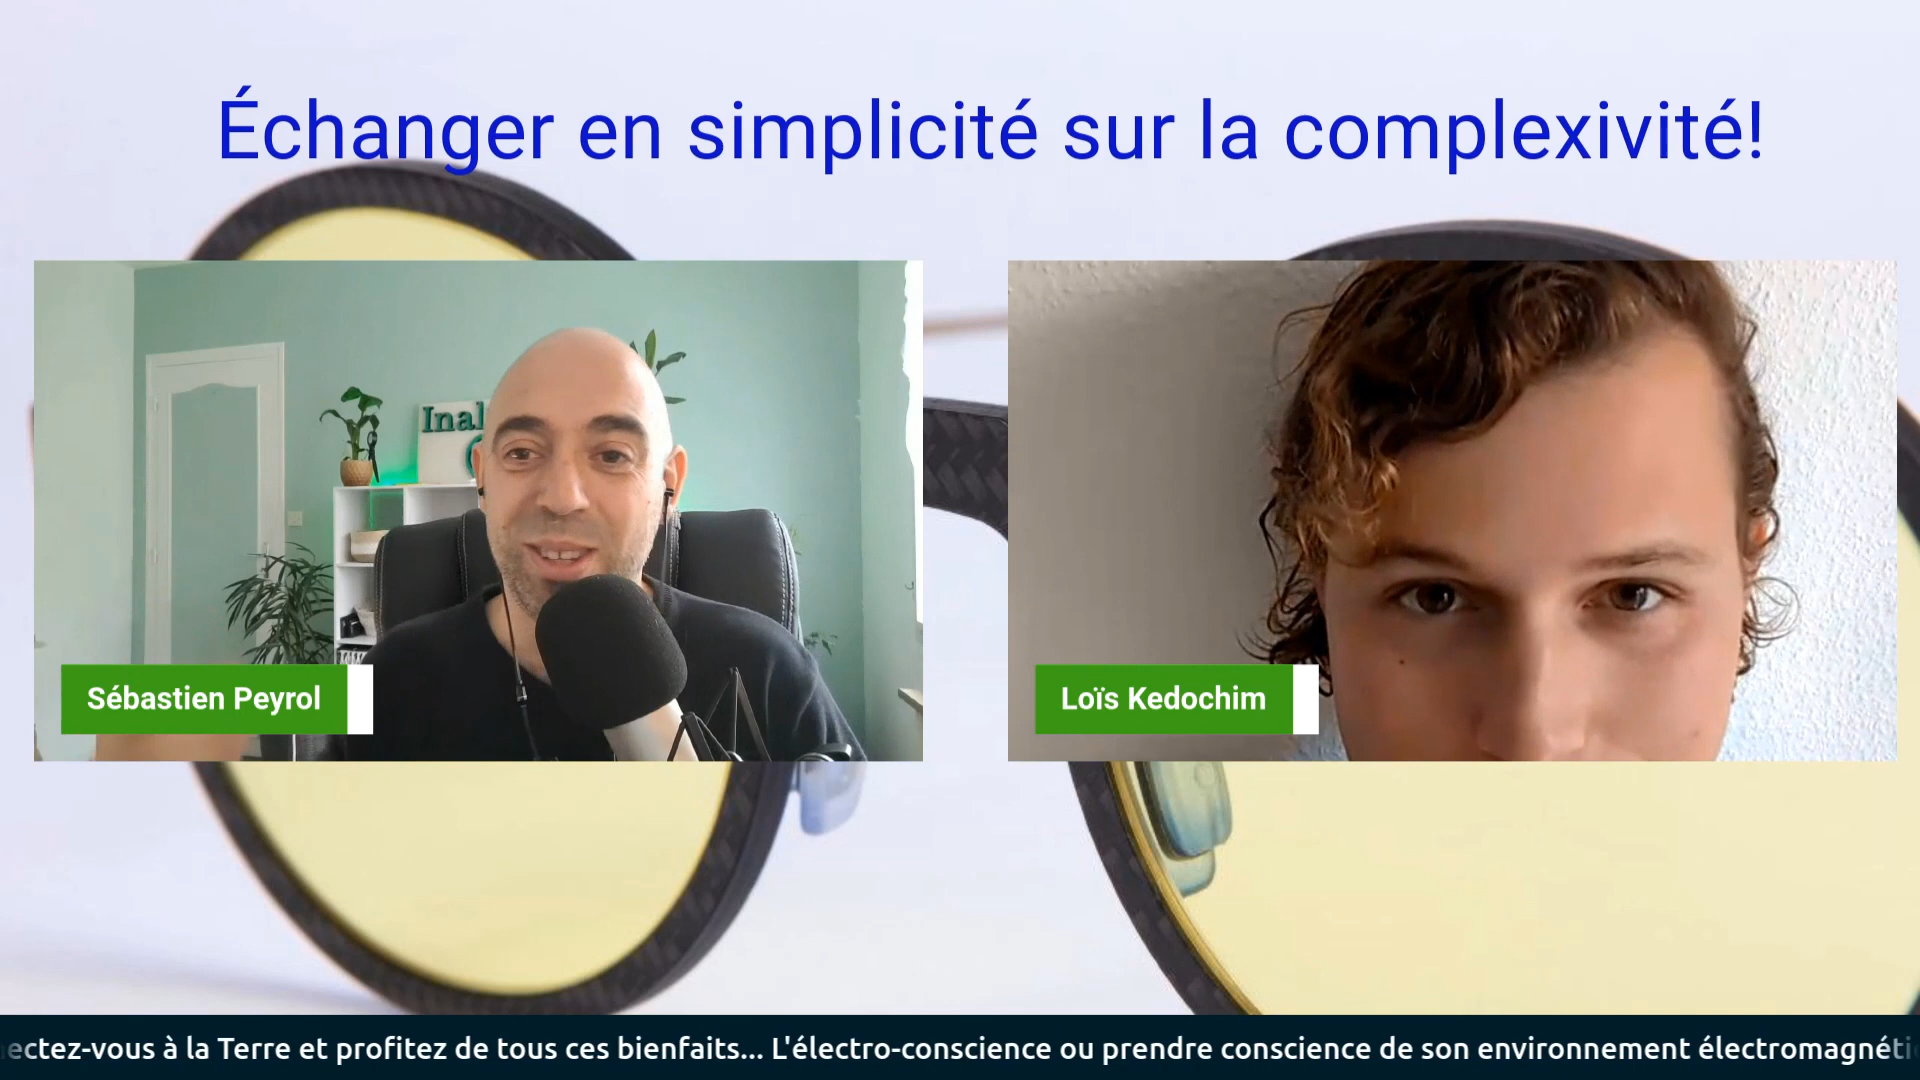 Échanger en simplicité sur la complexivité!
Inal
Sébastien Peyrol
Loïs Kedochim
ectez-vous à la Terre et profitez de tous ces bienfaits... L'électro-conscience ou prendre conscience de son environnement électromagnéti